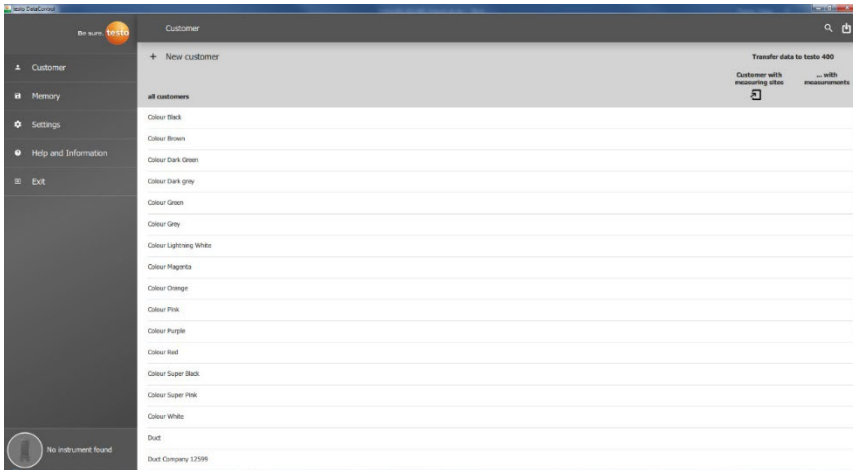 testo DataControl
Be sure. testo
Customer
Memory
Settings
Help and Information
Exit
No instrument found
Customer
+ New customer
Transfer data to testo 400
Customer with
measuring sites
... with
measurements
all customers
Colour Black
Colour Brown
Colour Dark Green
Colour Dark grey
Colour Green
Colour Grey
Colour Lightning White
Colour Magenta
Colour Orange
Colour Pink
Colour Purple
Colour Red
Colour Super Black
Colour Super Pink
Colour White
Duct
Duct Company 12599